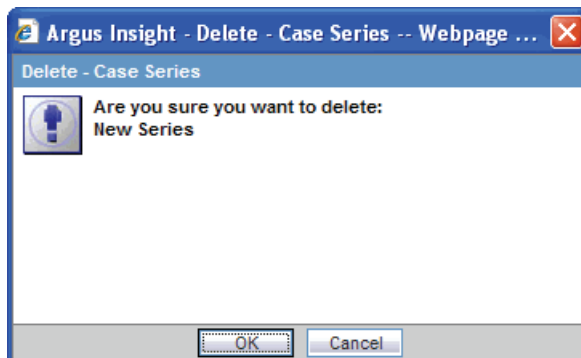 Argus Insight - Delete - Case Series -- Webpage ...
Delete - Case Series
Are you sure you want to delete:
New Series
OK
Cancel